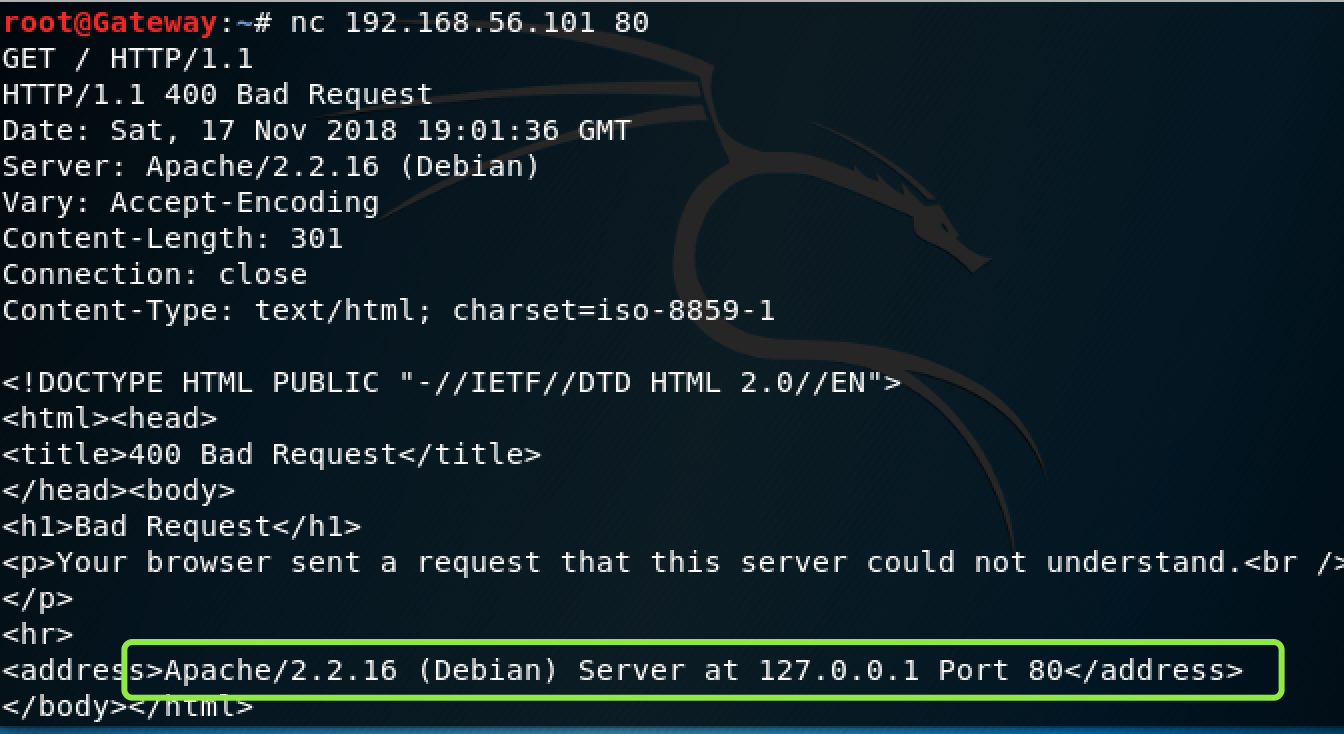 root@Gateway:~# nc 192.168.56.101 80
GET / HTTP/1.1
HTTP/1.1 400 Bad Request
Date: Sat, 17 Nov 2018 19:01:36 GMT
Server: Apache/2.2.16 (Debian)
Vary: Accept-Encoding
Content-Length: 301
Connection: close
Content-Type: text/html; charset=iso-8859-1

<!DOCTYPE HTML PUBLIC "-//IETF//DTD HTML 2.0//EN">
<html><head>
<title>400 Bad Request</title>
</head><body>
<h1>Bad Request</h1>
<p>Your browser sent a request that this server could not understand.<br />
</p>
<hr>
<address>Apache/2.2.16 (Debian) Server at 127.0.0.1 Port 80</address>
</body></html>